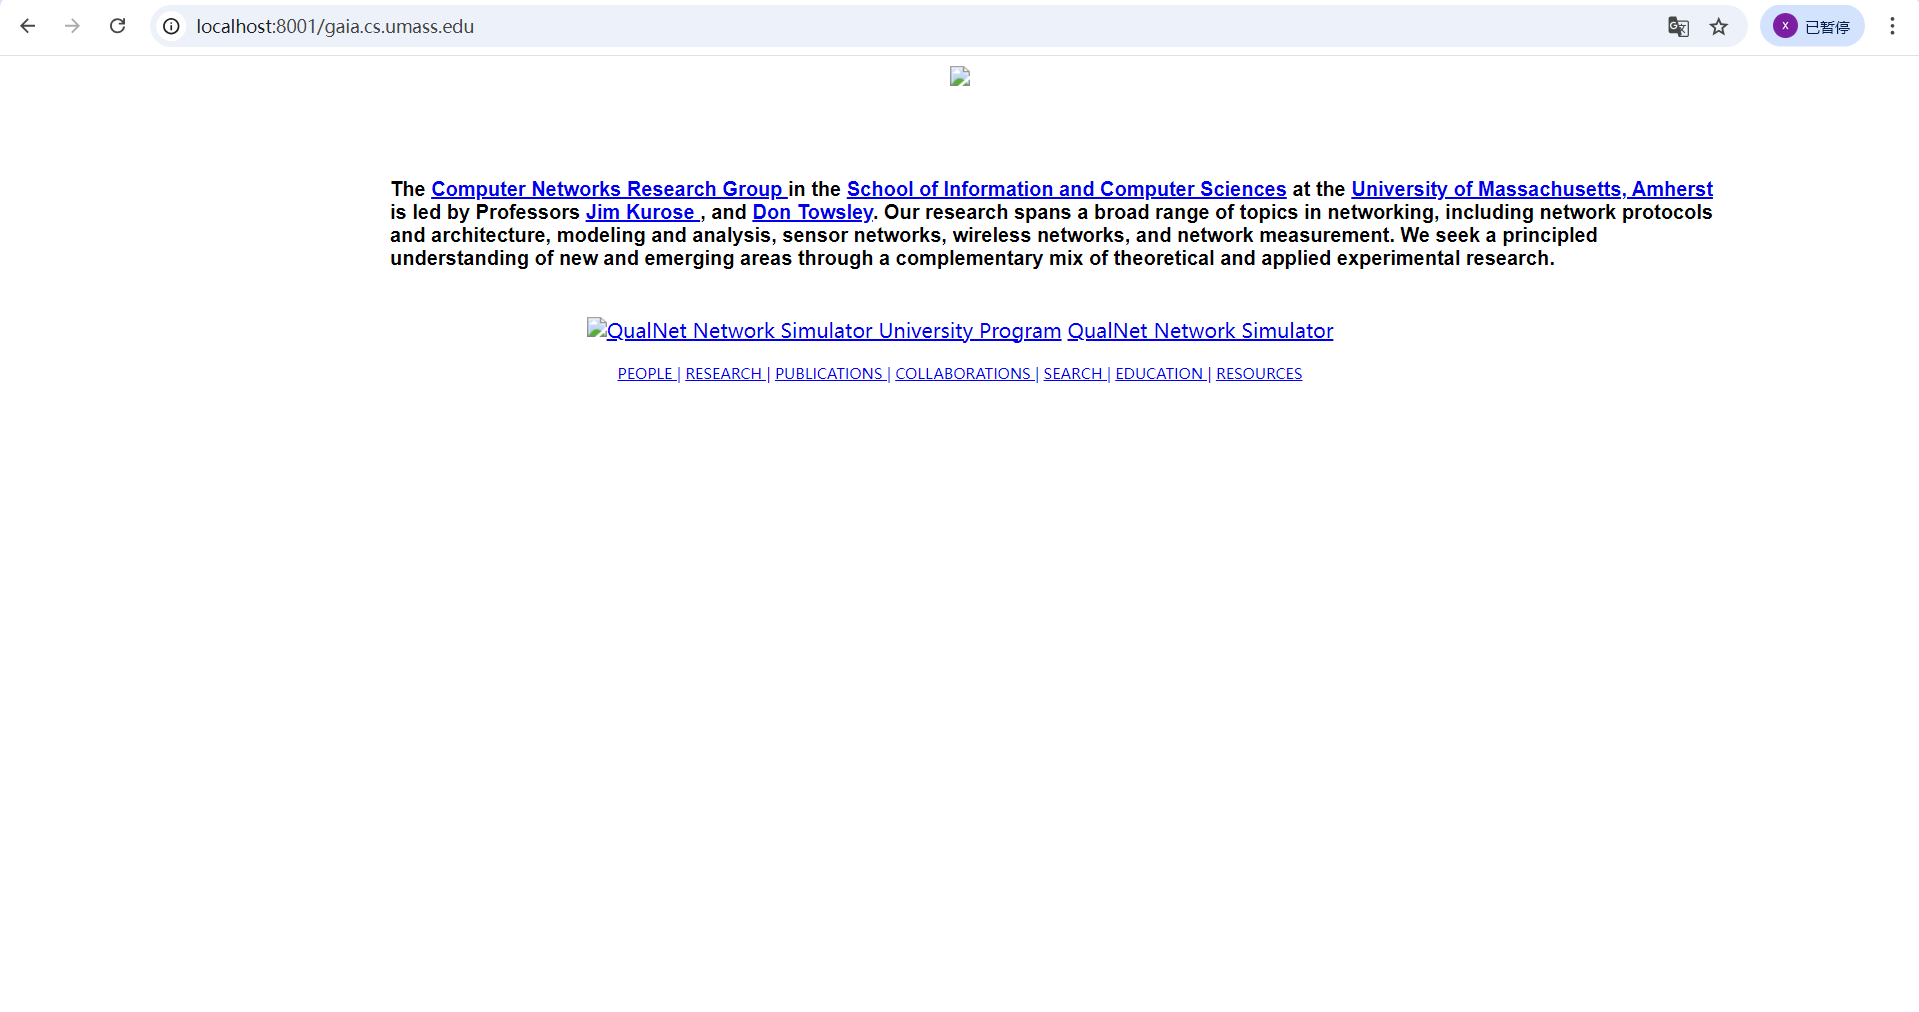 localhost:8001/gaia.cs.umass.edu
x 已暂停
The Computer Networks Research Group in the School of Information and Computer Sciences at the University of Massachusetts, Amherst
is led by Professors Jim Kurose , and Don Towsley. Our research spans a broad range of topics in networking, including network protocols
and architecture, modeling and analysis, sensor networks, wireless networks, and network measurement. We seek a principled
understanding of new and emerging areas through a complementary mix of theoretical and applied experimental research.
QualNet Network Simulator University Program QualNet Network Simulator
PEOPLE | RESEARCH | PUBLICATIONS | COLLABORATIONS | SEARCH | EDUCATION | RESOURCES